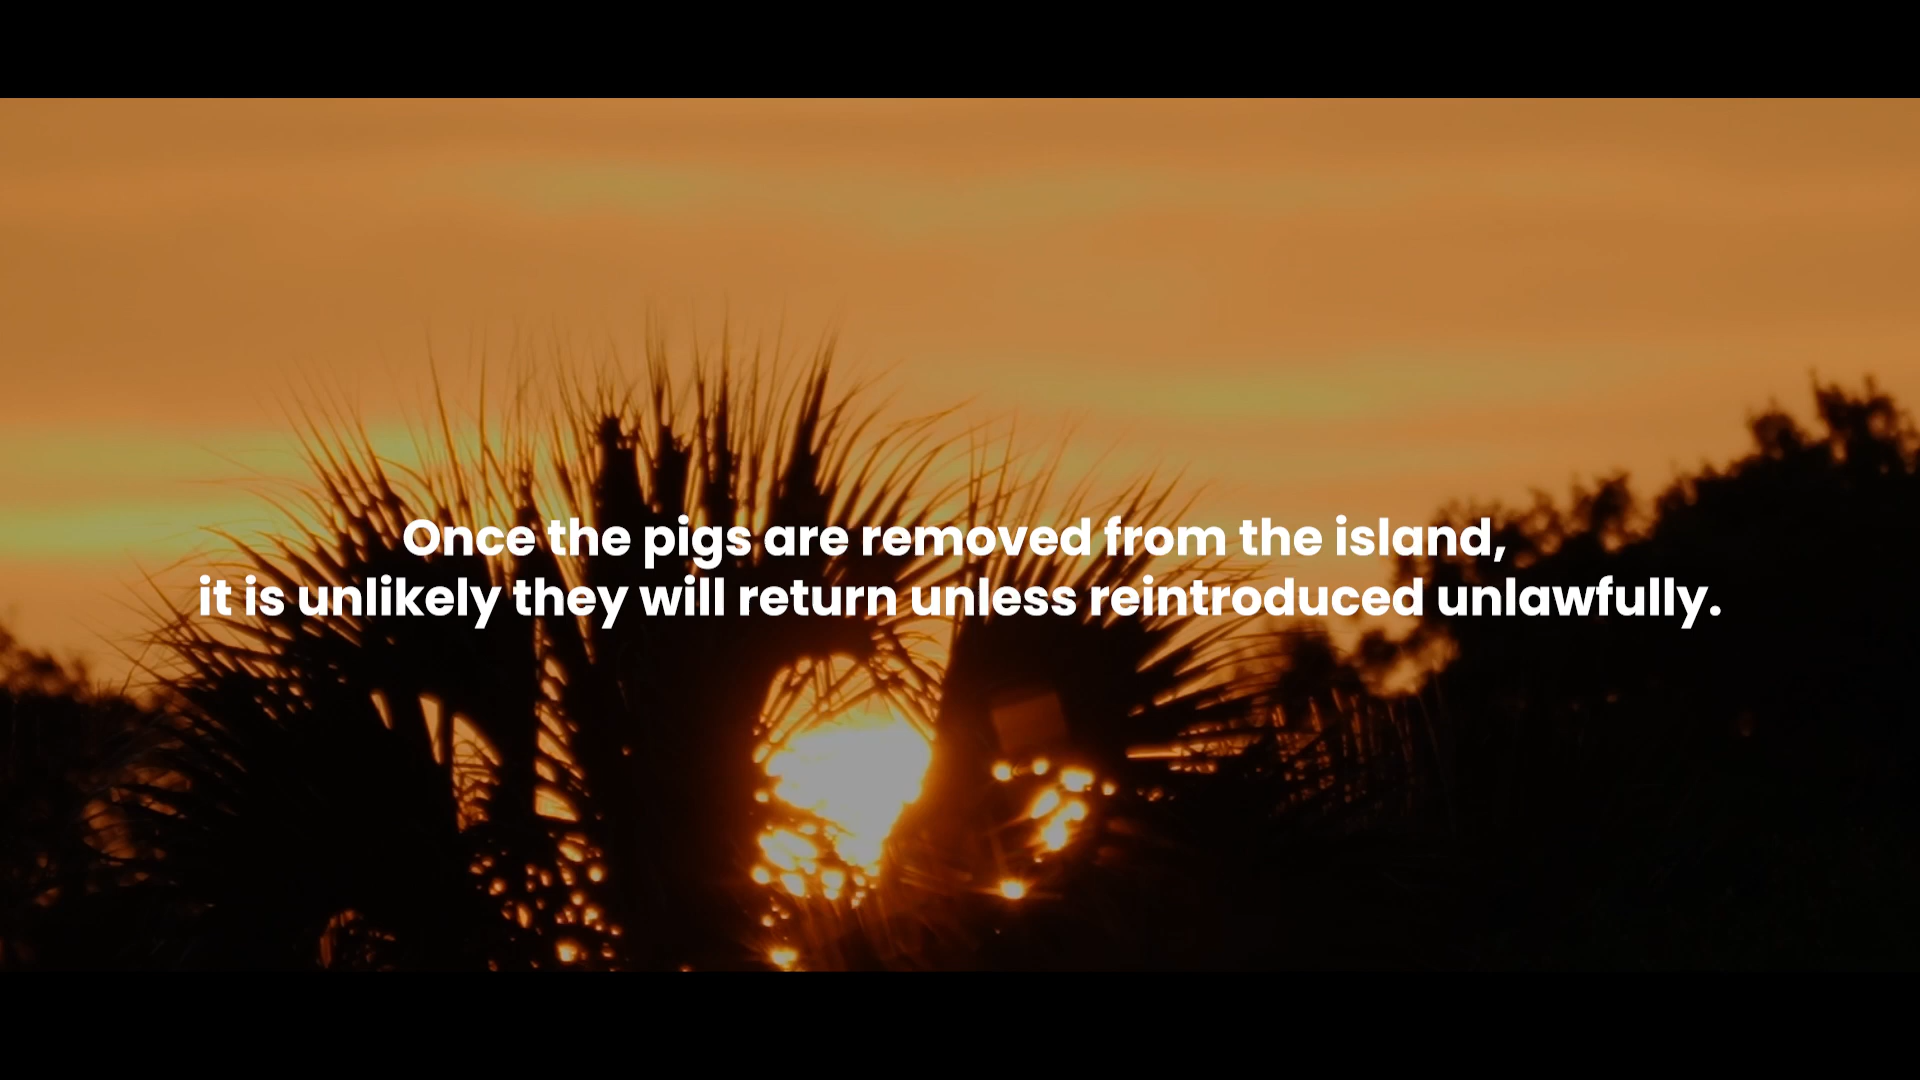 Once the pigs are removed from the island,
it is unlikely they will return unless reintroduced unlawfully.